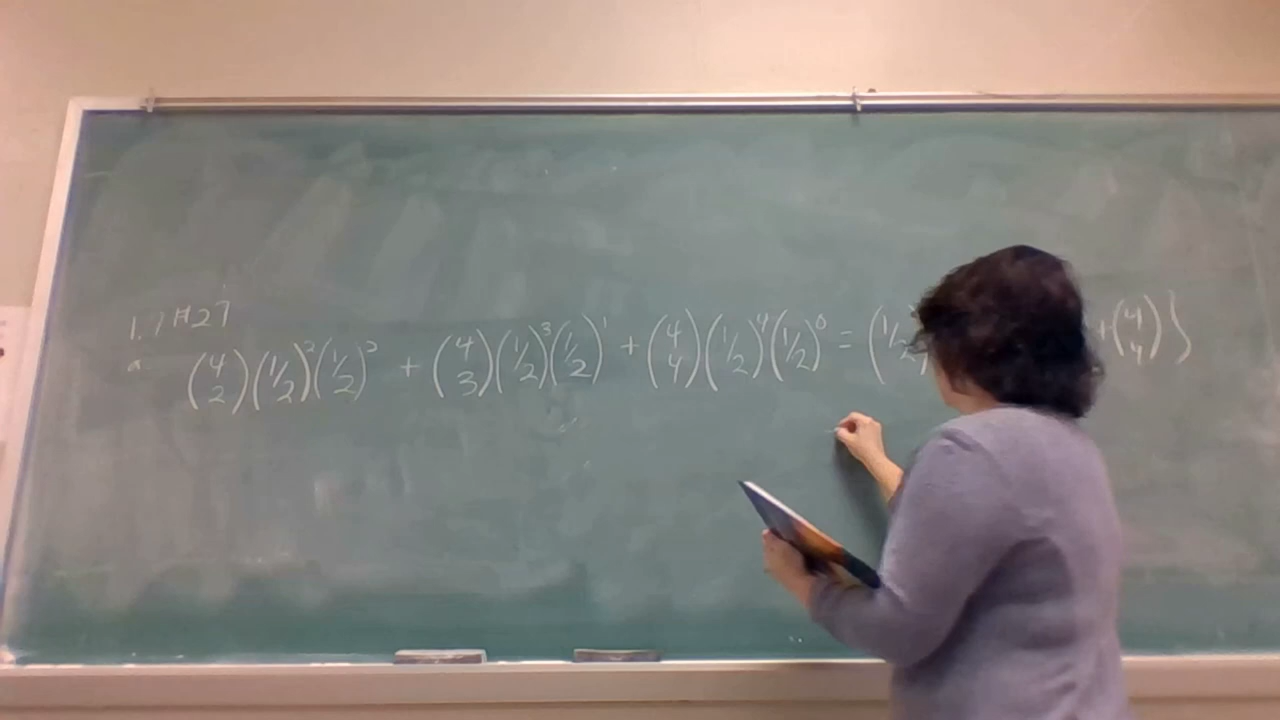 1.7 #27
a. (4 2)(1/2)^2(1/2)^2 + (4 3)(1/2)^3(1/2)^1 + (4 4)(1/2)^4(1/2)^0 = (1/2 +(4 4)}